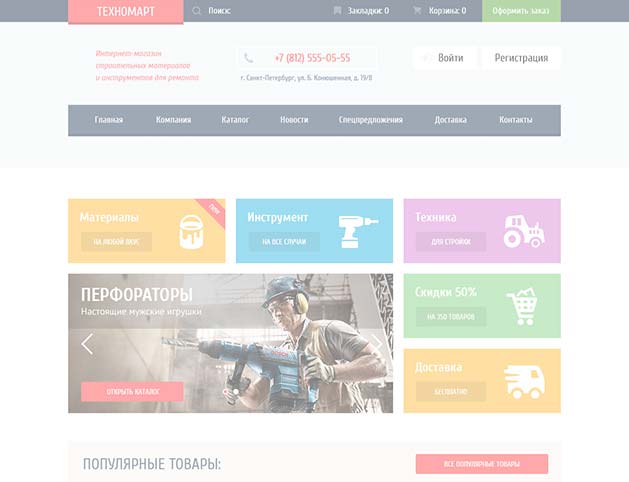 ТЕХНОМАРТ
Поиск:
Закладки: 0
Корзина: 0
Оформить заказ
Интернет-магазин
строительных материалов
и инструментов для ремонта
+7 (812) 555-05-55
г. Санкт-Петербург, ул. Б. Конюшенная, д. 19/8
Войти
Регистрация
Главная
Компания
Каталог
Новости
Спецпредложения
Доставка
Контакты
Материалы
НА ЛЮБОЙ ВКУС
new
Инструмент
НА ВСЕ СЛУЧАИ
Техника
ДЛЯ СТРОЙКИ
ПЕРФОРАТОРЫ
Настоящие мужские игрушки
BOSCH
ОТКРЫТЬ КАТАЛОГ
Скидки 50%
НА 350 ТОВАРОВ
Доставка
БЕСПЛАТНО
ПОПУЛЯРНЫЕ ТОВАРЫ:
ВСЕ ПОПУЛЯРНЫЕ ТОВАРЫ